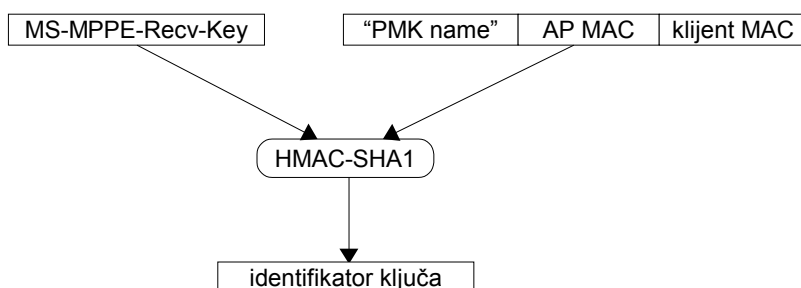 MS-MPPE-Recv-Key
“PMK name” AP MAC klijent MAC
HMAC-SHA1
identifikator ključa